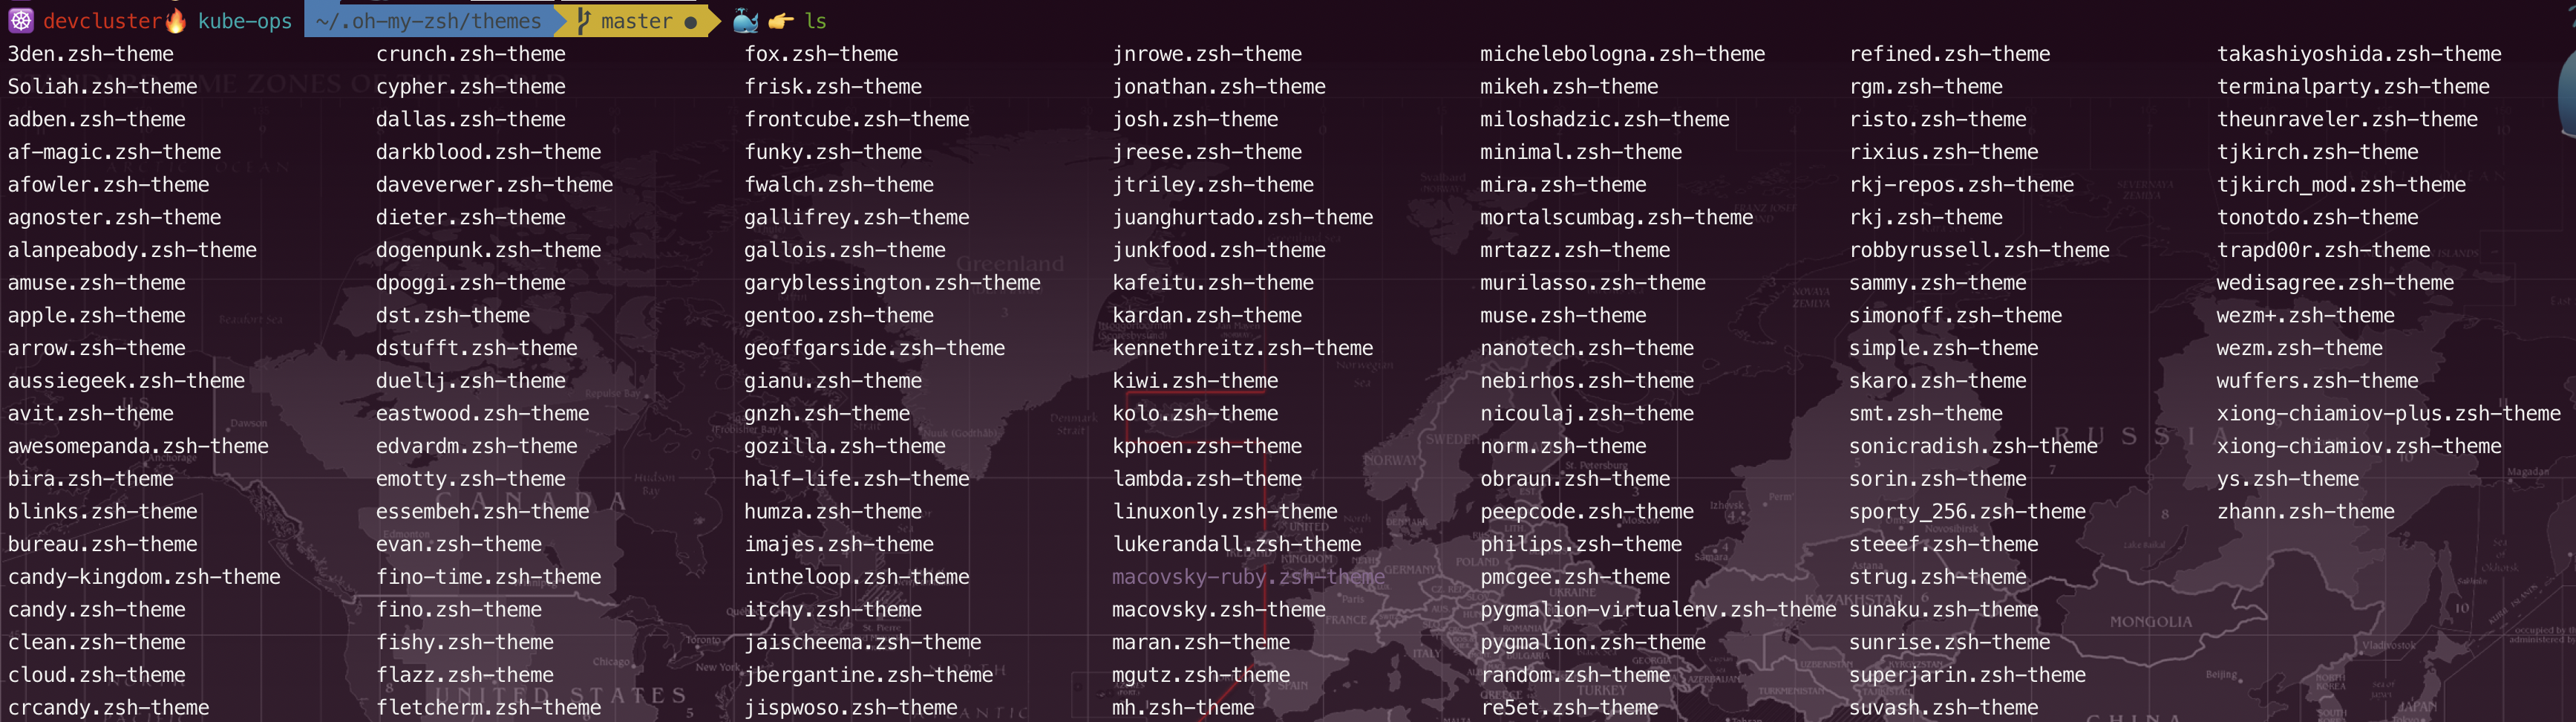 devcluster🔥 kube-ops ~/.oh-my-zsh/themes master ● 🐳 👉 ls
3den.zsh-theme crunch.zsh-theme fox.zsh-theme jnrowe.zsh-theme michelebologna.zsh-theme refined.zsh-theme takashiyoshida.zsh-theme
Soliah.zsh-theme cypher.zsh-theme frisk.zsh-theme jonathan.zsh-theme mikeh.zsh-theme rgm.zsh-theme terminalparty.zsh-theme
adben.zsh-theme dallas.zsh-theme frontcube.zsh-theme josh.zsh-theme miloshadzic.zsh-theme risto.zsh-theme theunraveler.zsh-theme
af-magic.zsh-theme darkblood.zsh-theme funky.zsh-theme jreese.zsh-theme minimal.zsh-theme rixius.zsh-theme tjkirch.zsh-theme
afowler.zsh-theme daveverwer.zsh-theme fwalch.zsh-theme jtriley.zsh-theme mira.zsh-theme rkj-repos.zsh-theme tjkirch_mod.zsh-theme
agnoster.zsh-theme dieter.zsh-theme gallifrey.zsh-theme juanghurtado.zsh-theme mortalscumbag.zsh-theme rkj.zsh-theme tonotdo.zsh-theme
alanpeabody.zsh-theme dogenpunk.zsh-theme gallois.zsh-theme junkfood.zsh-theme mrtazz.zsh-theme robbyrussell.zsh-theme trapd00r.zsh-theme
amuse.zsh-theme dpoggi.zsh-theme garyblessington.zsh-theme kafeitu.zsh-theme murilasso.zsh-theme sammy.zsh-theme wedisagree.zsh-theme
apple.zsh-theme dst.zsh-theme gentoo.zsh-theme kardan.zsh-theme muse.zsh-theme simonoff.zsh-theme wezm+.zsh-theme
arrow.zsh-theme dstufft.zsh-theme geoffgarside.zsh-theme kennethreitz.zsh-theme nanotech.zsh-theme simple.zsh-theme wezm.zsh-theme
aussiegeek.zsh-theme duellj.zsh-theme gianu.zsh-theme kiwi.zsh-theme nebirhos.zsh-theme skaro.zsh-theme wuffers.zsh-theme
avit.zsh-theme eastwood.zsh-theme gnzh.zsh-theme kolo.zsh-theme nicoulaj.zsh-theme smt.zsh-theme xiong-chiamiov-plus.zsh-theme
awesomepanda.zsh-theme edvardm.zsh-theme gozilla.zsh-theme kphoen.zsh-theme norm.zsh-theme sonicradish.zsh-theme xiong-chiamiov.zsh-theme
bira.zsh-theme emotty.zsh-theme half-life.zsh-theme lambda.zsh-theme obraun.zsh-theme sorin.zsh-theme ys.zsh-theme
blinks.zsh-theme essembeh.zsh-theme humza.zsh-theme linuxonly.zsh-theme peepcode.zsh-theme sporty_256.zsh-theme zhann.zsh-theme
bureau.zsh-theme evan.zsh-theme imajes.zsh-theme lukerandall.zsh-theme philips.zsh-theme steeef.zsh-theme
candy-kingdom.zsh-theme fino-time.zsh-theme intheloop.zsh-theme macovsky-ruby.zsh-theme pmcgee.zsh-theme strug.zsh-theme
candy.zsh-theme fino.zsh-theme itchy.zsh-theme macovsky.zsh-theme pygmalion-virtualenv.zsh-theme sunaku.zsh-theme
clean.zsh-theme fishy.zsh-theme jaischeema.zsh-theme maran.zsh-theme pygmalion.zsh-theme sunrise.zsh-theme
cloud.zsh-theme flazz.zsh-theme jbergantine.zsh-theme mgutz.zsh-theme random.zsh-theme superjarin.zsh-theme
crcandy.zsh-theme fletcherm.zsh-theme jispwoso.zsh-theme mh.zsh-theme re5et.zsh-theme suvash.zsh-theme